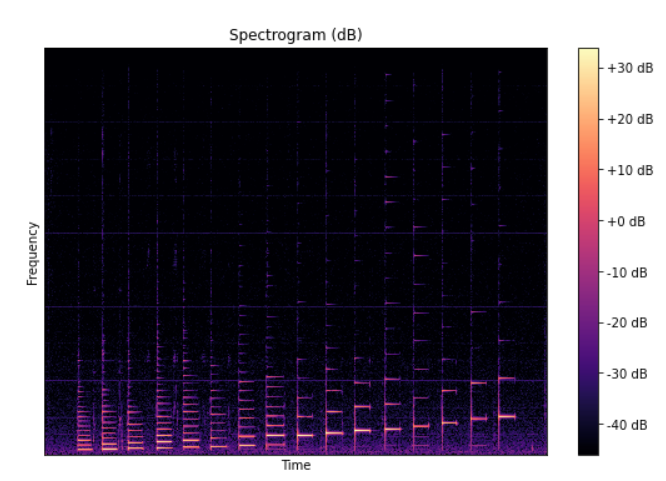 Spectrogram (dB)
Frequency
Time
+30 dB
+20 dB
+10 dB
+0 dB
-10 dB
-20 dB
-30 dB
-40 dB